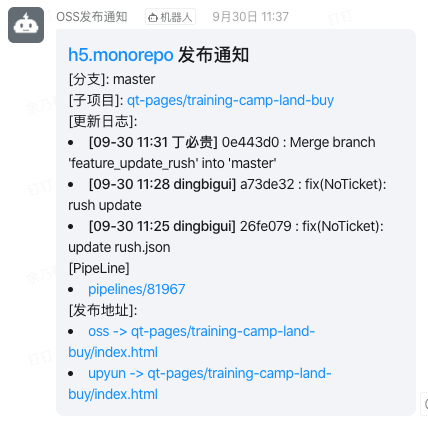 OSS发布通知 机器人 9月30日 11:37
h5.monorepo 发布通知
[分支]: master
[子项目]: qt-pages/training-camp-land-buy
[更新日志]:
• [09-30 11:31 丁必贵] 0e443d0 : Merge branch
'feature_update_rush' into 'master'
• [09-30 11:28 dingbigui] a73de32 : fix(NoTicket):
rush update
• [09-30 11:25 dingbigui] 26fe079 : fix(NoTicket):
update rush.json
[PipeLine]
• pipelines/81967
[发布地址]:
• oss -> qt-pages/training-camp-land-
buy/index.html
• upyun -> qt-pages/training-camp-land-
buy/index.html